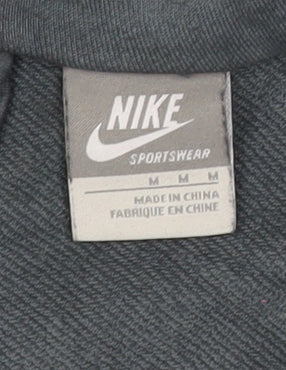 NIKE
SPORTSWEAR
M M M
MADE IN CHINA
FABRIQUE EN CHINE